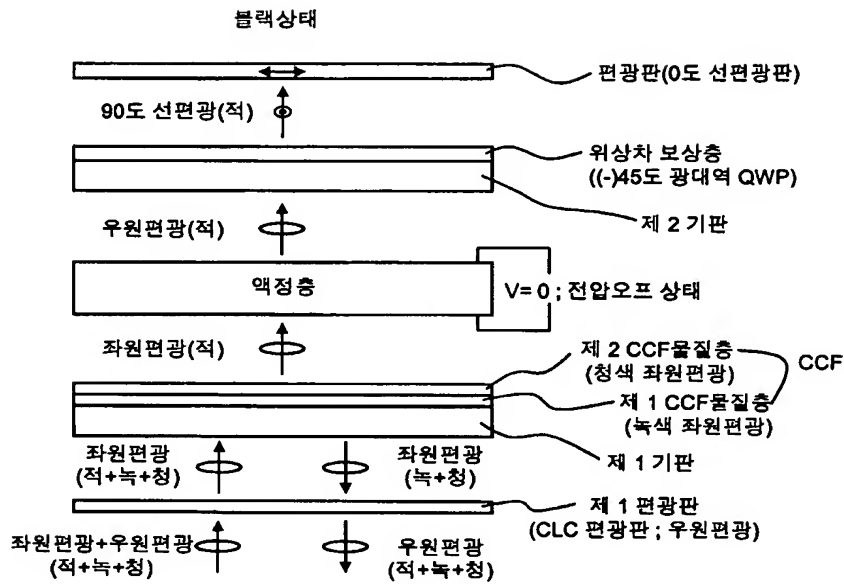 블랙상태
편광판(0도 선편광판)
90도 선편광(적)
위상차 보상층
((-)45도 광대역 QWP)
제 2 기판
우원편광(적)
액정층
V= 0 ; 전압오프 상태
좌원편광(적)
제 2 CCF물질층
(청색 좌원편광)
CCF
제 1 CCF물질층
(녹색 좌원편광)
좌원편광
(적+녹+청)
좌원편광
(녹+청)
제 1 기판
제 1 편광판
(CLC 편광판 ; 우원편광)
좌원편광+우원편광
(적+녹+청)
우원편광
(적+녹+청)